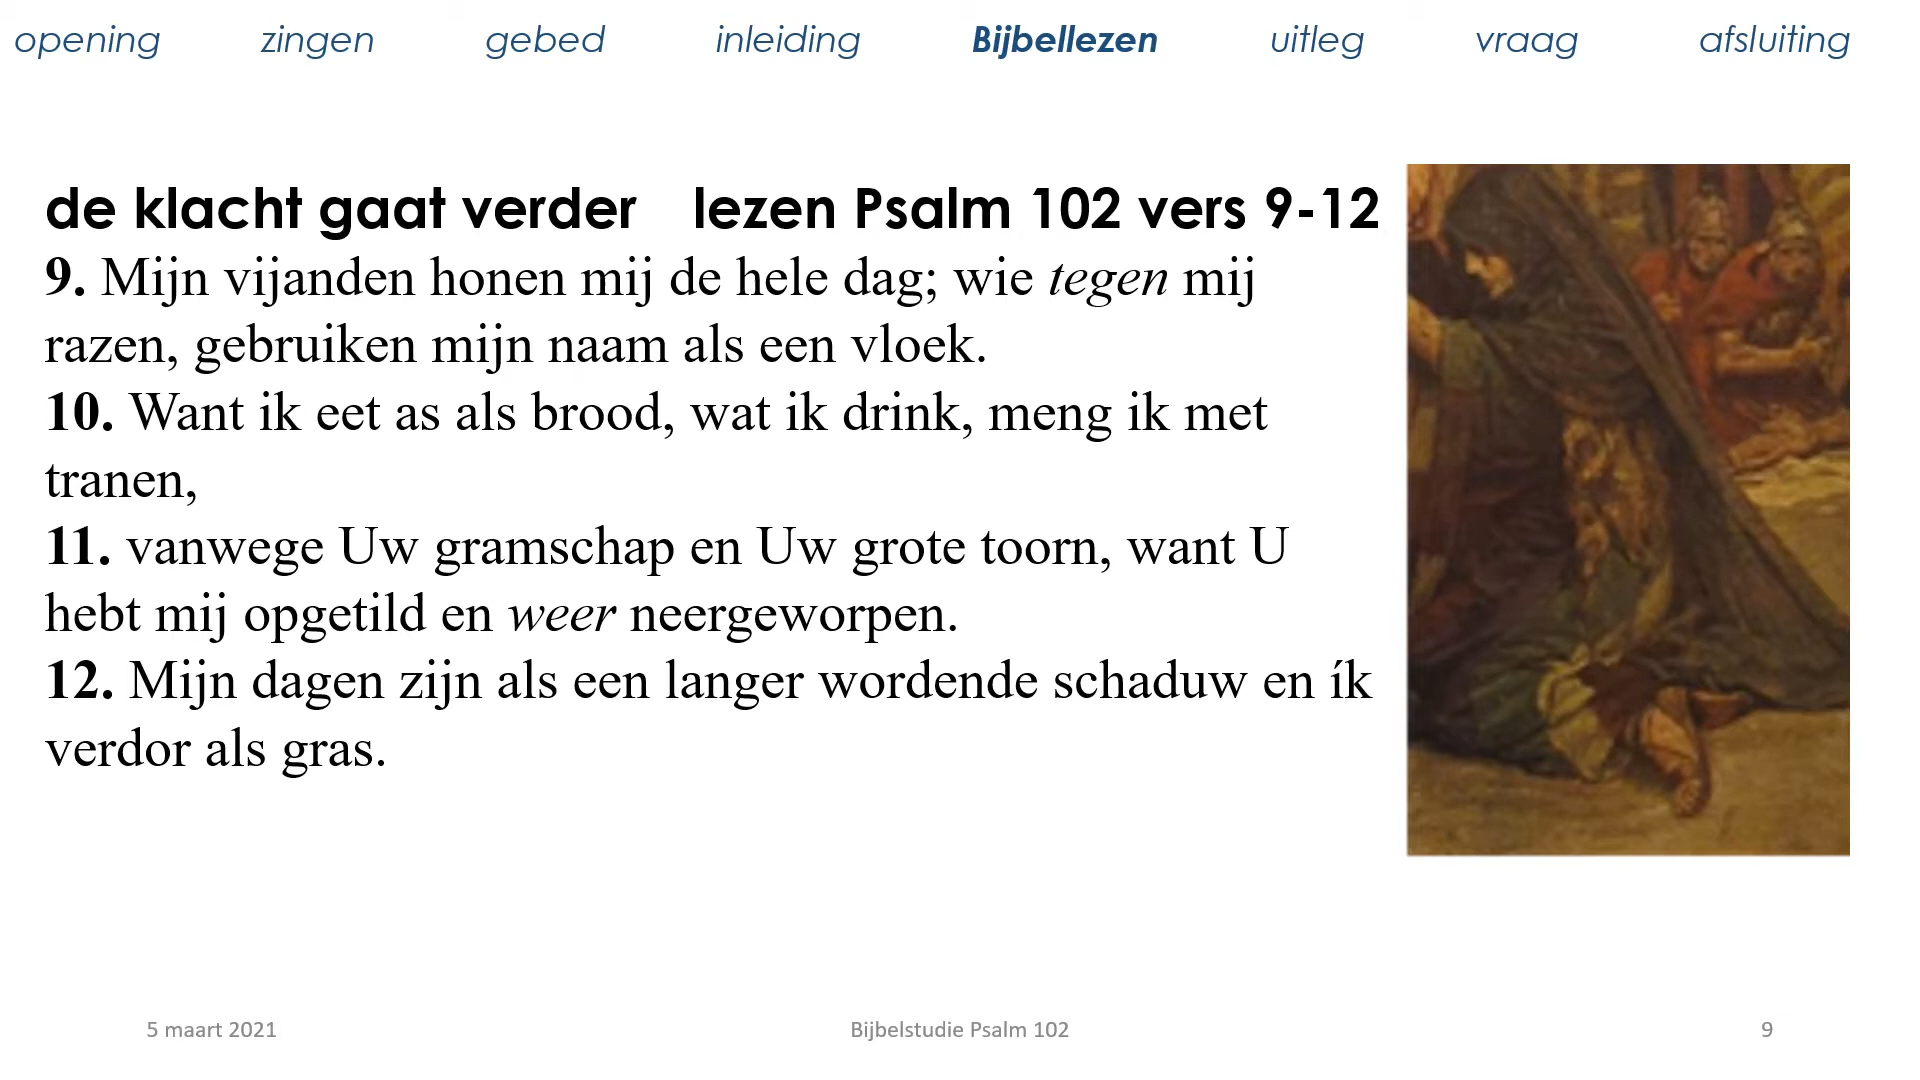 opening zingen gebed inleiding Bijbellezen uitleg vraag afsluiting
de klacht gaat verder lezen Psalm 102 vers 9-12
9. Mijn vijanden honen mij de hele dag; wie tegen mij
razen, gebruiken mijn naam als een vloek.
10. Want ik eet as als brood, wat ik drink, meng ik met
tranen,
11. vanwege Uw gramschap en Uw grote toorn, want U
hebt mij opgetild en weer neergeworpen.
12. Mijn dagen zijn als een langer wordende schaduw en ík
verdor als gras.
5 maart 2021 Bijbelstudie Psalm 102 9